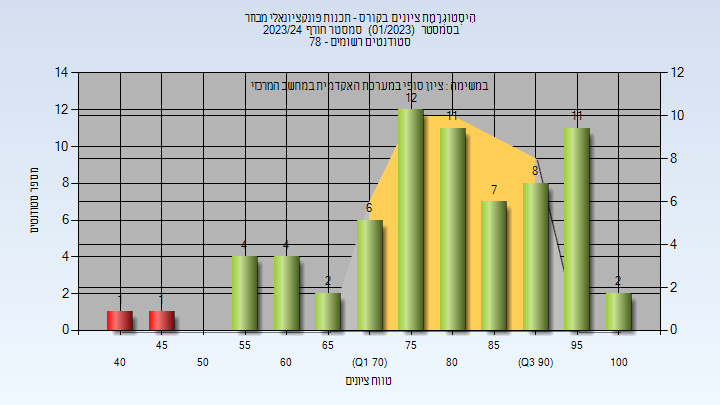 היסטוגרמת ציונים בקורס - תכנות פונקציונאלי מבחר
בסמסטר (01/2023) סמסטר חורף 2023/24
סטודנטים רשומים - 78
במשימה : ציון סופי במערכת האקדמית במחשב המרכזי
מספר סטודנטים
14 12 10 8 6 4 2 0
12 10 8 6 4 2 0
1 1 4 4 2 6 12 11 7 8 11 2
45 55 65 75 85 95
40 50 60 (Q1 70) 80 (Q3 90) 100
טווח ציונים